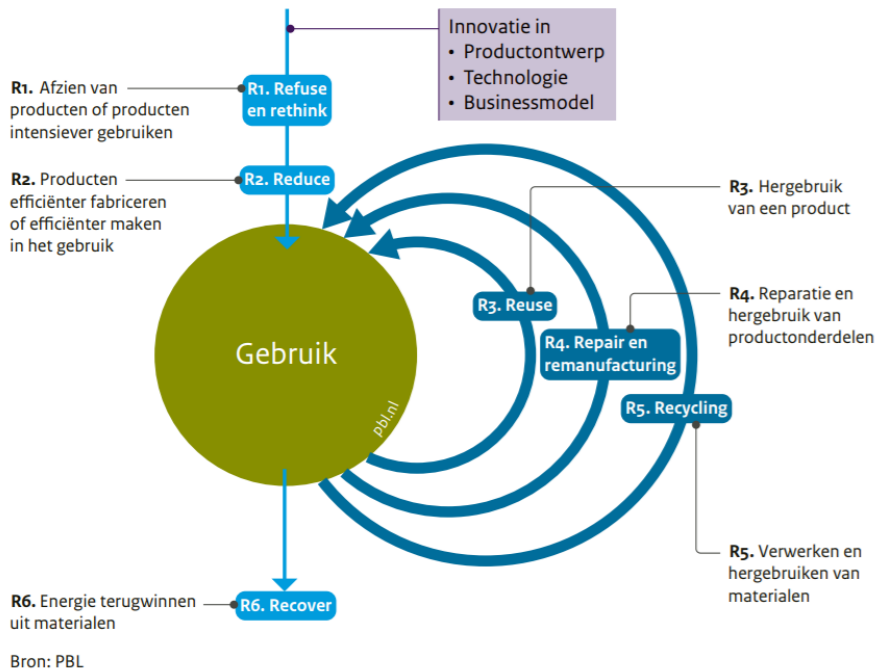 Innovatie in
• Productontwerp
• Technologie
• Businessmodel
R1. Afzien van
producten of producten
intensiever gebruiken
R1. Refuse
en rethink
R2. Producten
efficiënter fabriceren
of efficiënter maken
in het gebruik
R2. Reduce
R3. Hergebruik
van een product
R3. Reuse
R4. Reparatie en
hergebruik van
productonderdelen
R4. Repair en
remanufacturing
Gebruik
pbl.nl
R5. Recycling
R5. Verwerken en
hergebruiken van
materialen
R6. Energie terugwinnen
uit materialen
R6. Recover
Bron: PBL